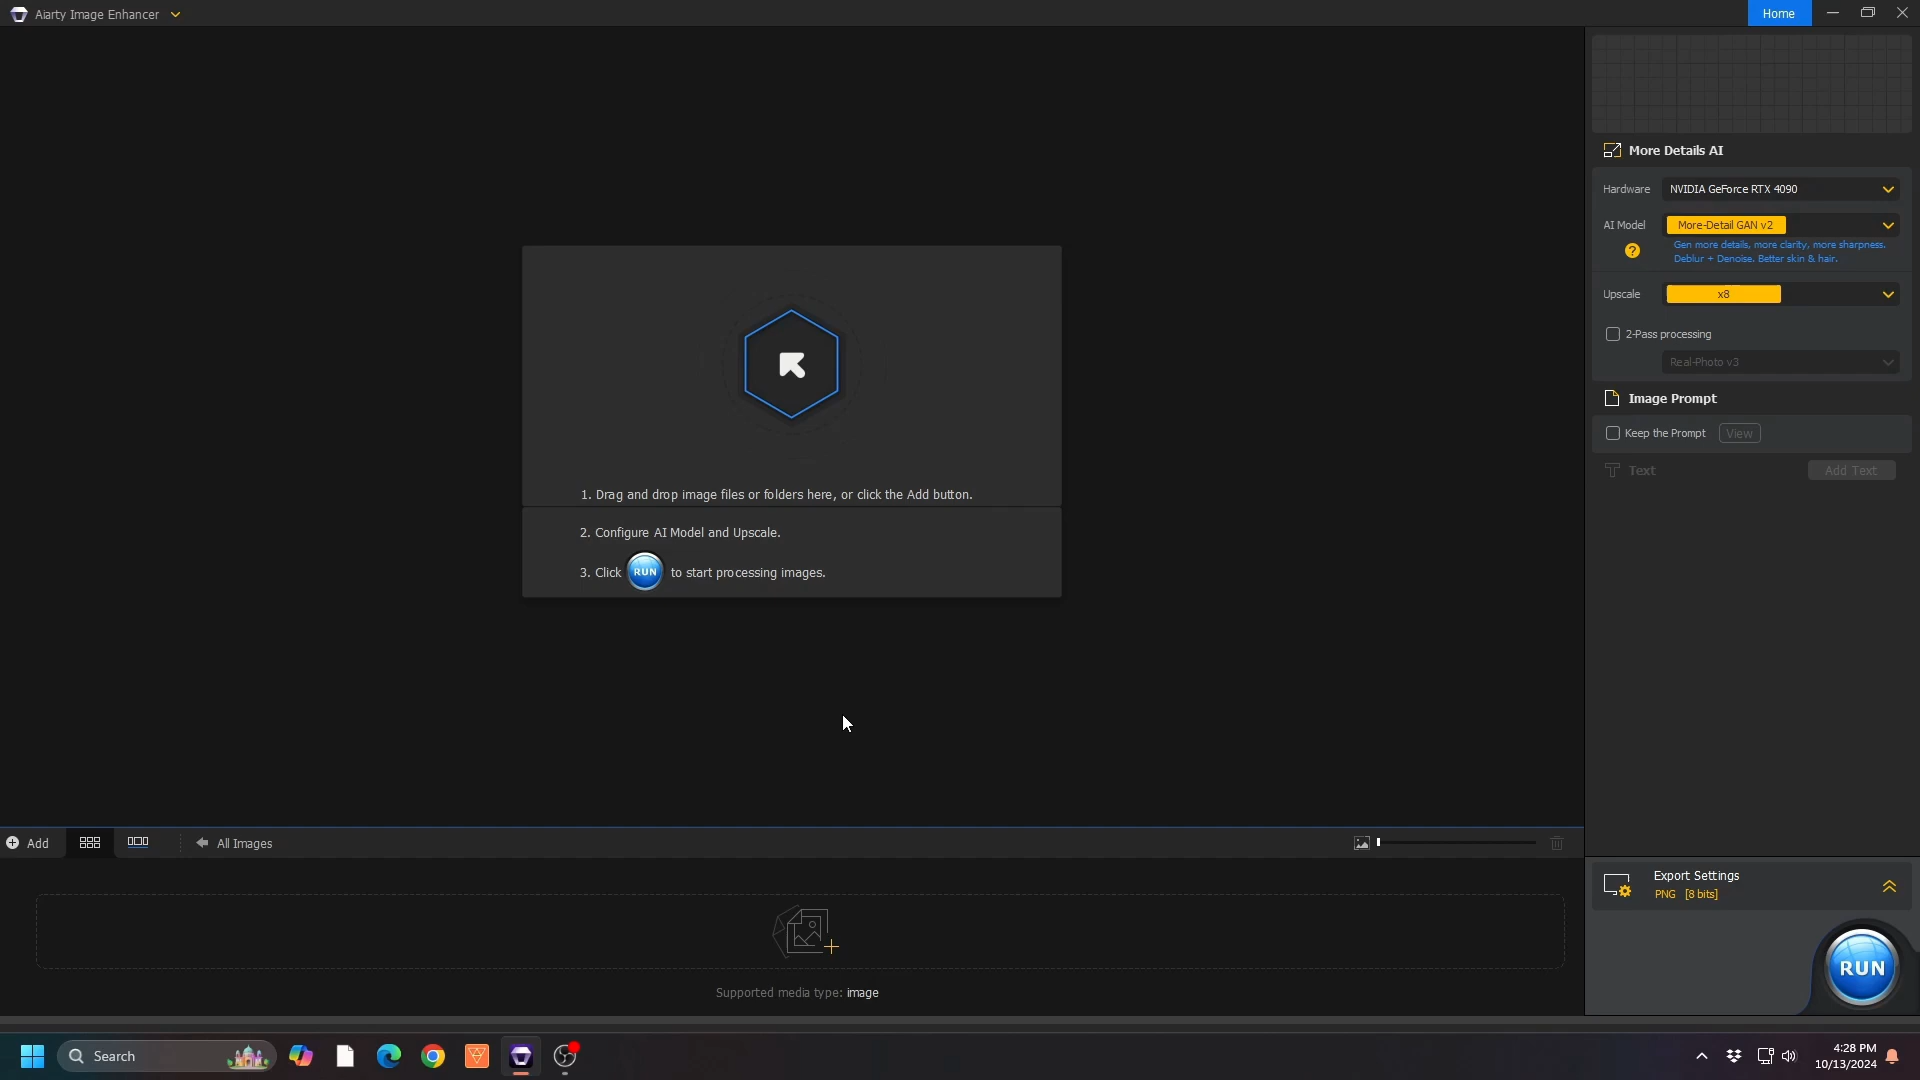 Aiarty Image Enhancer
Home
More Details AI
Hardware NVIDIA GeForce RTX 4090
AI Model More-Detail GAN v2
? Gen more details, more clarity, more sharpness.
Deblur + Denoise. Better skin & hair.
Upscale x8
2-Pass processing
Real-Photo v3
Image Prompt
Keep the Prompt View
Text Add Text
1. Drag and drop image files or folders here, or click the Add button.
2. Configure AI Model and Upscale.
3. Click RUN to start processing images.
Add All Images
Supported media type: image
Export Settings
PNG [8 bits]
RUN
Search
4:28 PM
10/13/2024